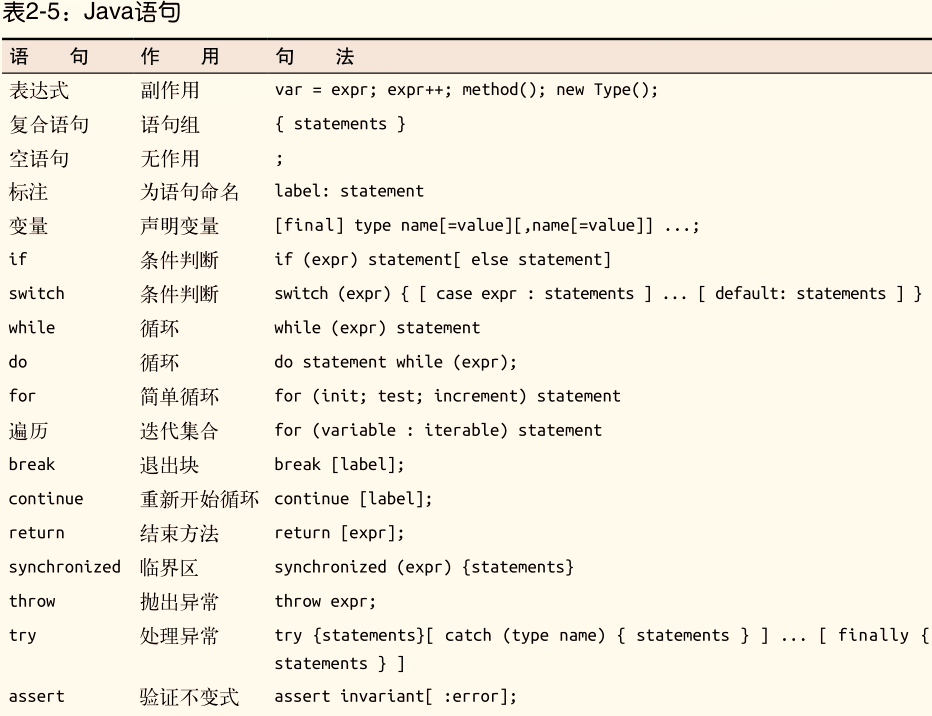 表2-5：Java语句
语 句 作 用 句 法
表达式 副作用 var = expr; expr++; method(); new Type();
复合语句 语句组 { statements }
空语句 无作用 ;
标注 为语句命名 label: statement
变量 声明变量 [final] type name[=value][,name[=value]] ...;
if 条件判断 if (expr) statement[ else statement]
switch 条件判断 switch (expr) { [ case expr : statements ] ... [ default: statements ] }
while 循环 while (expr) statement
do 循环 do statement while (expr);
for 简单循环 for (init; test; increment) statement
遍历 迭代集合 for (variable : iterable) statement
break 退出块 break [label];
continue 重新开始循环 continue [label];
return 结束方法 return [expr];
synchronized 临界区 synchronized (expr) {statements}
throw 抛出异常 throw expr;
try 处理异常 try {statements}[ catch (type name) { statements } ] ... [ finally {
statements } ]
assert 验证不变式 assert invariant[ :error];